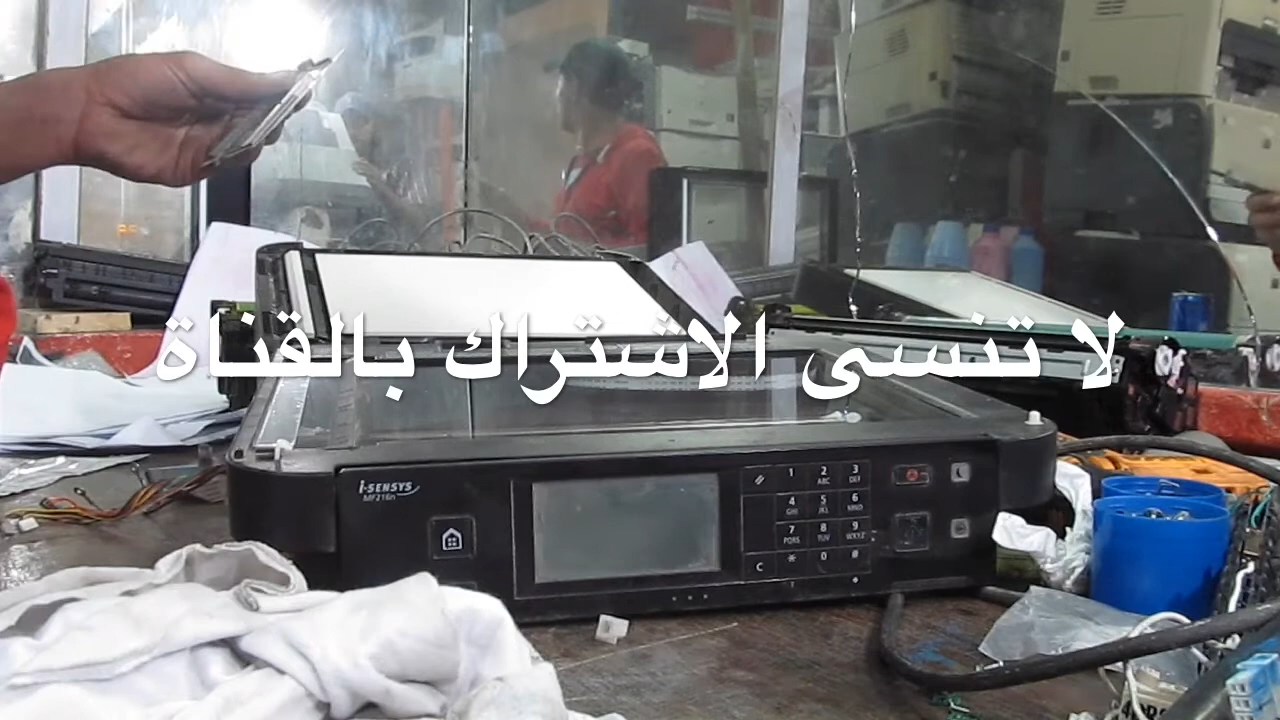 لا تنسى الاشتراك بالقناة
i-SENSYS
MF216n
1 2 3
ABC DEF
4 5 6
GHI JKL MNO
7 8 9
PQRS TUV WXYZ
* 0 #
C
T